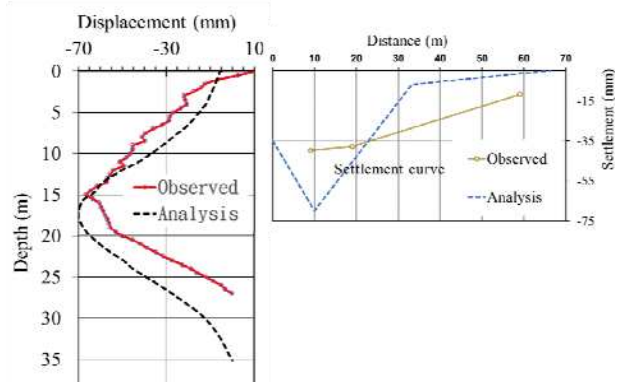 Displacement (mm)
-70 -30 10
0
5
10
15
20
25
30
35
Depth (m)
Observed
Analysis
Distance (m)
0 10 20 30 40 50 60 70
-15
-35
-55
-75
Settlement (mm)
Settlement curve
Observed
Analysis